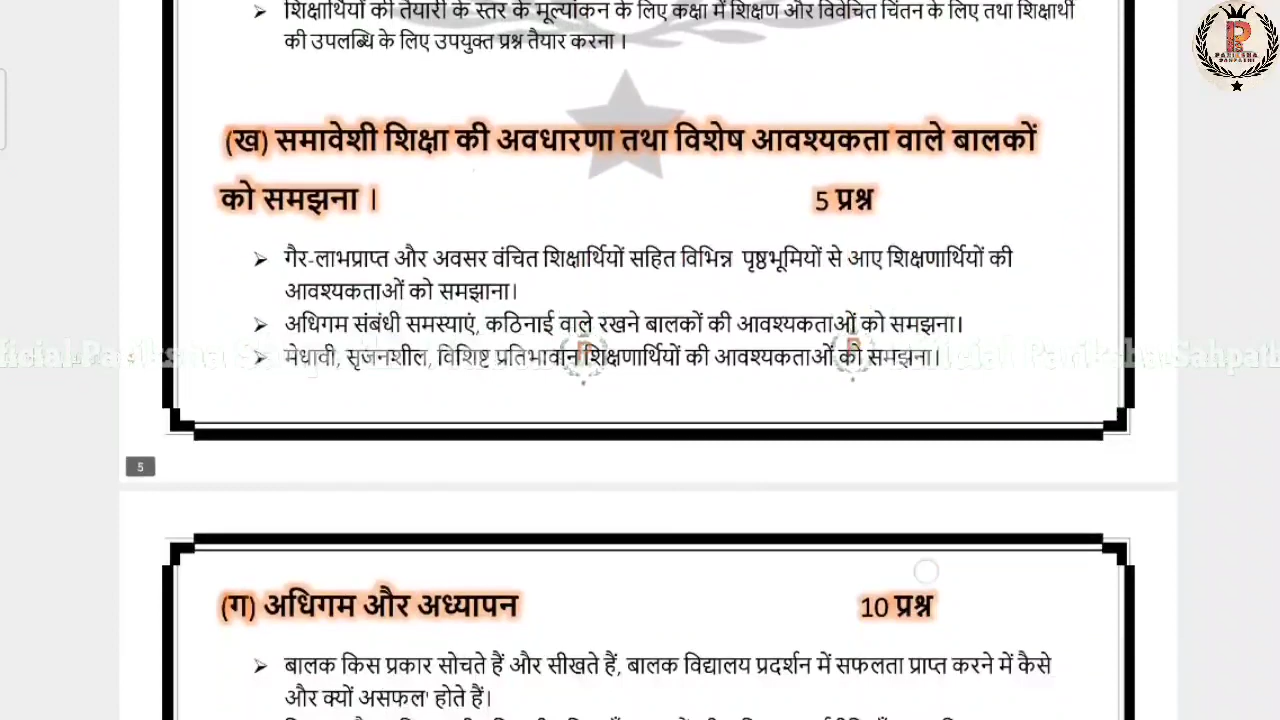 ➢ शिक्षार्थियों की तैयारी के स्तर के मूल्यांकन के लिए कक्षा में शिक्षण और विवेचित चिंतन के लिए तथा शिक्षार्थी
की उपलब्धि के लिए उपयुक्त प्रश्न तैयार करना ।
(ख) समावेशी शिक्षा की अवधारणा तथा विशेष आवश्यकता वाले बालकों
को समझना । 5 प्रश्न
➢ गैर-लाभप्राप्त और अवसर वंचित शिक्षार्थियों सहित विभिन्न पृष्ठभूमियों से आए शिक्षणार्थियों की
आवश्यकताओं को समझाना।
➢ अधिगम संबंधी समस्याएं, कठिनाई वाले रखने बालकों की आवश्यकताओं को समझना।
➢ मेधावी, सृजनशील, विशिष्ट प्रतिभावान शिक्षणार्थियों की आवश्यकताओं को समझना।
5
(ग) अधिगम और अध्यापन 10 प्रश्न
➢ बालक किस प्रकार सोचते हैं और सीखते हैं, बालक विद्यालय प्रदर्शन में सफलता प्राप्त करने में कैसे
और क्यों असफल' होते हैं।
PARIKSHA
SAHPATHI